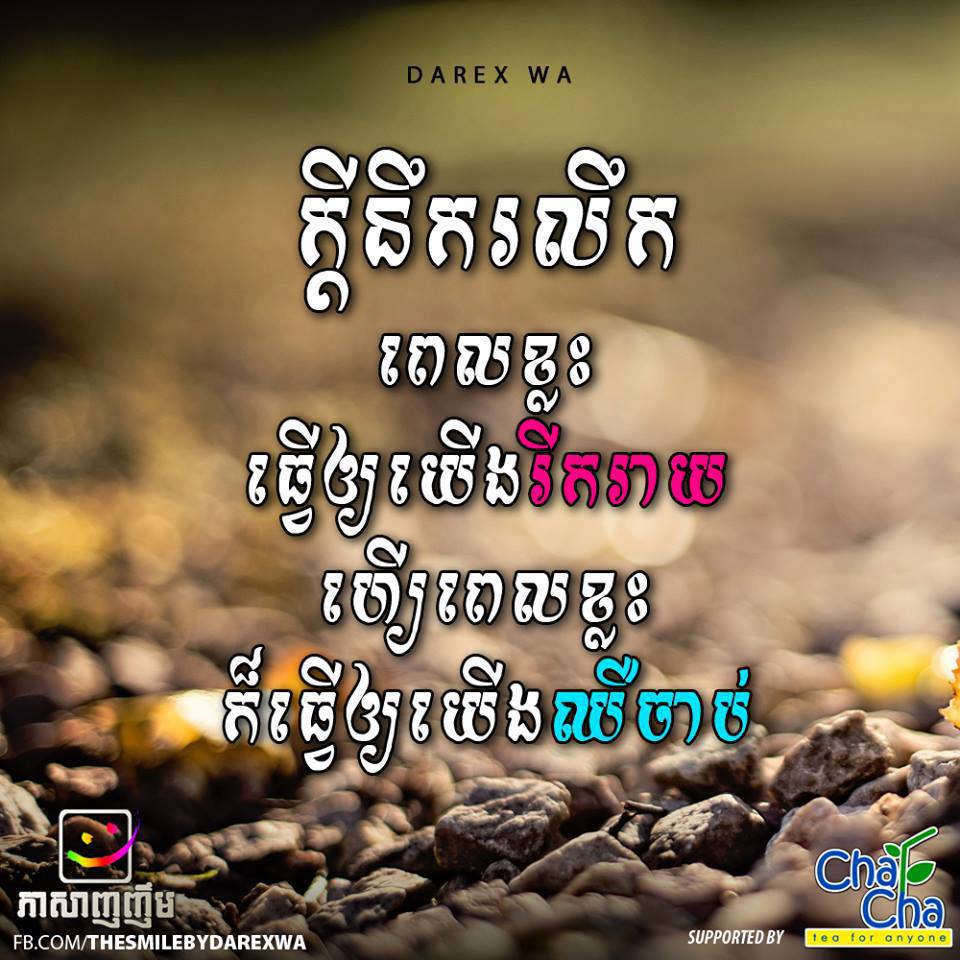 DAREX WA
ក្ដីនឹករលឹក
ពេលខ្លះ
ធ្វើឲ្យយើងរីករាយ
ហើយពេលខ្លះ
ក៏ធ្វើឲ្យយើងឈឺចាប់
ភាសាញញឹម
FB.COM/THESMILEBYDAREXWA
SUPPORTED BY
Cha Cha
tea for anyone